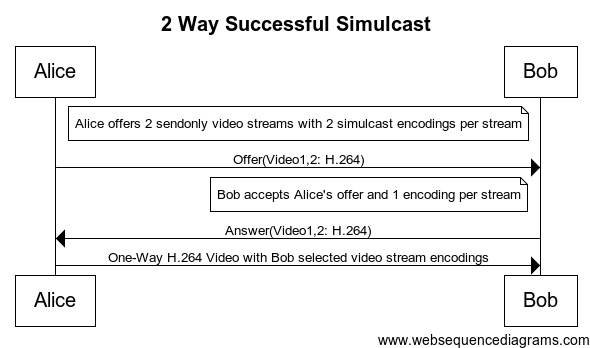 2 Way Successful Simulcast
Alice
Bob
Alice offers 2 sendonly video streams with 2 simulcast encodings per stream
Offer(Video1,2: H.264)
Bob accepts Alice's offer and 1 encoding per stream
Answer(Video1,2: H.264)
One-Way H.264 Video with Bob selected video stream encodings
Alice
Bob
www.websequencediagrams.com